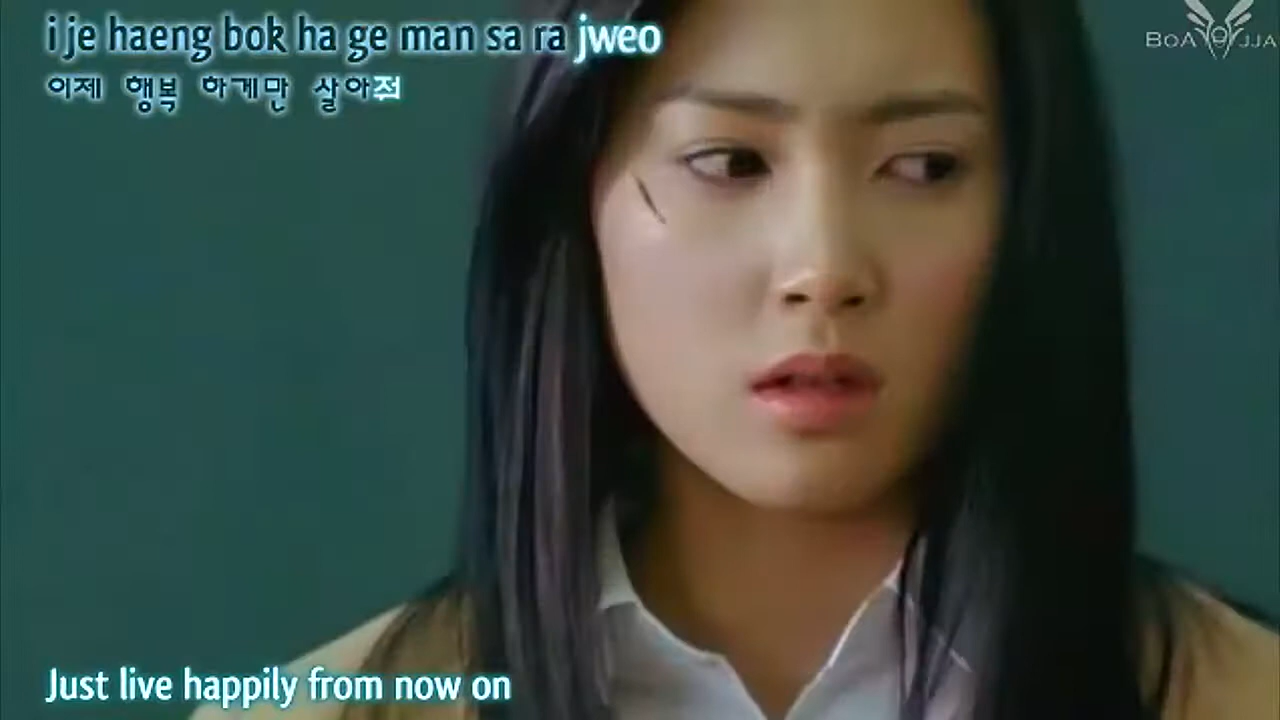 i je haeng bok ha ge man sa ra jweo
이제 행복 하게만 살아줘
BoA JJA
Just live happily from now on